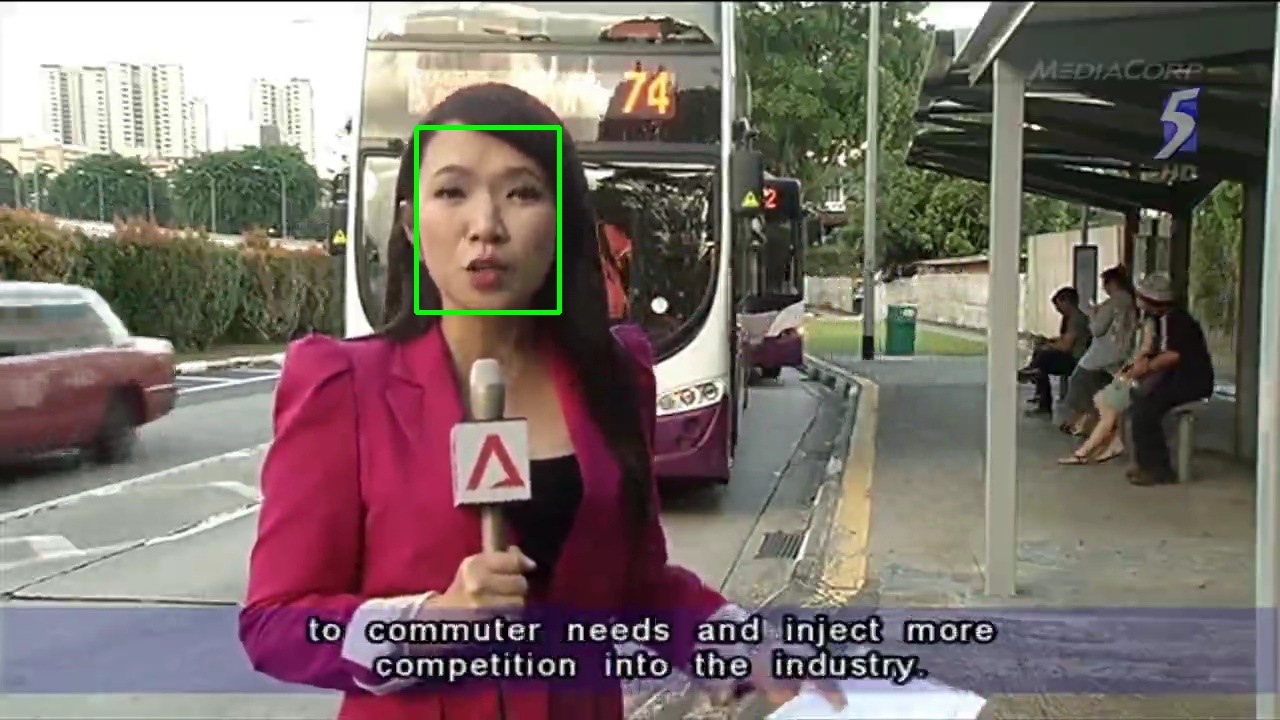 74
MEDIACORP
5
HD
to commuter needs and inject more
competition into the industry.